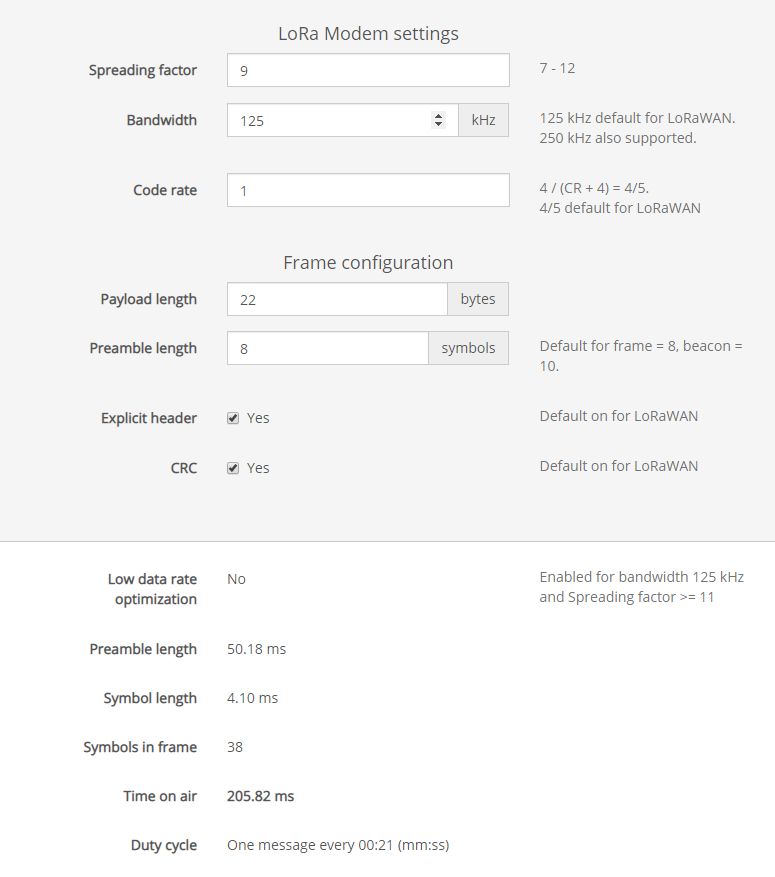 LoRa Modem settings
Spreading factor 9 7 - 12
Bandwidth 125 kHz 125 kHz default for LoRaWAN.
250 kHz also supported.
Code rate 1 4 / (CR + 4) = 4/5.
4/5 default for LoRaWAN
Frame configuration
Payload length 22 bytes
Preamble length 8 symbols Default for frame = 8, beacon =
10.
Explicit header Yes Default on for LoRaWAN
CRC Yes Default on for LoRaWAN
Low data rate No Enabled for bandwidth 125 kHz
optimization and Spreading factor >= 11
Preamble length 50.18 ms
Symbol length 4.10 ms
Symbols in frame 38
Time on air 205.82 ms
Duty cycle One message every 00:21 (mm:ss)